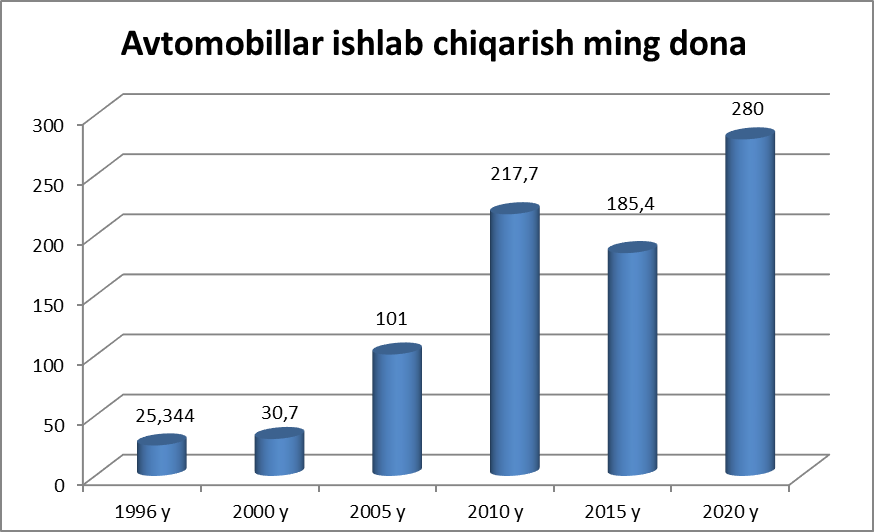 Avtomobillar ishlab chiqarish ming dona
300
250
200
150
100
50
0
25,344
30,7
101
217,7
185,4
280
1996 y
2000 y
2005 y
2010 y
2015 y
2020 y